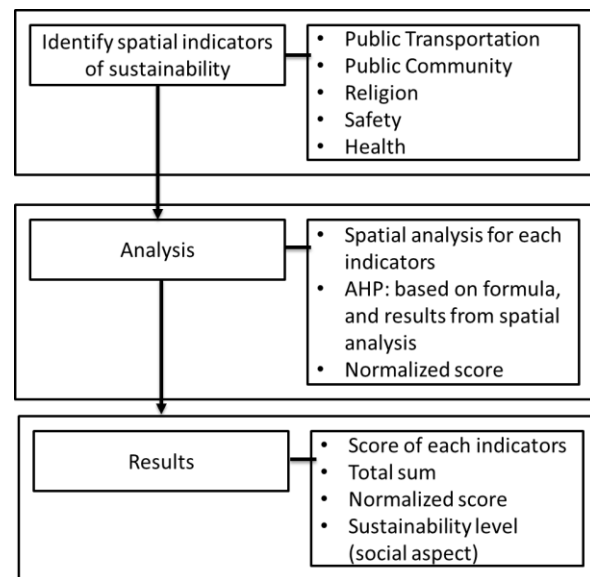 Identify spatial indicators
of sustainability
• Public Transportation
• Public Community
• Religion
• Safety
• Health
Analysis
• Spatial analysis for each
indicators
• AHP: based on formula,
and results from spatial
analysis
• Normalized score
Results
• Score of each indicators
• Total sum
• Normalized score
• Sustainability level
(social aspect)